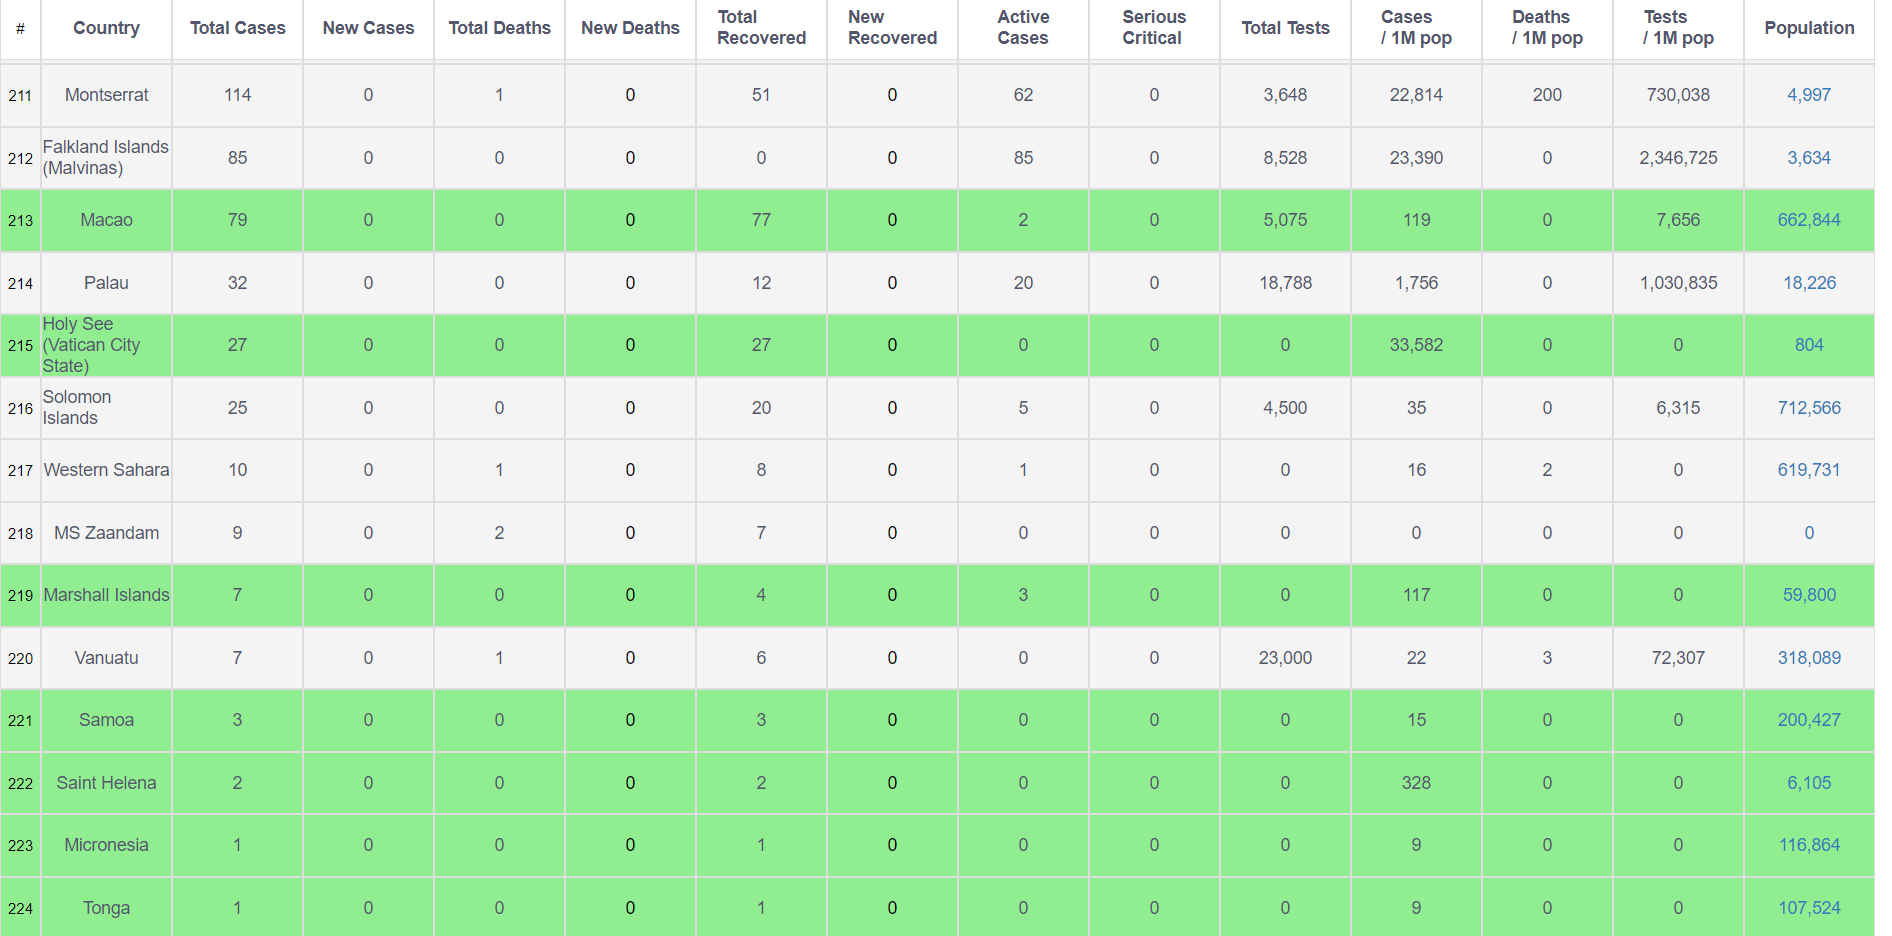 # Country Total Cases New Cases Total Deaths New Deaths Total Recovered New Recovered Active Cases Serious Critical Total Tests Cases / 1M pop Deaths / 1M pop Tests / 1M pop Population
211 Montserrat 114 0 1 0 51 0 62 0 3,648 22,814 200 730,038 4,997
212 Falkland Islands (Malvinas) 85 0 0 0 0 0 85 0 8,528 23,390 0 2,346,725 3,634
213 Macao 79 0 0 0 77 0 2 0 5,075 119 0 7,656 662,844
214 Palau 32 0 0 0 12 0 20 0 18,788 1,756 0 1,030,835 18,226
215 Holy See (Vatican City State) 27 0 0 0 27 0 0 0 0 33,582 0 0 804
216 Solomon Islands 25 0 0 0 20 0 5 0 4,500 35 0 6,315 712,566
217 Western Sahara 10 0 1 0 8 0 1 0 0 16 2 0 619,731
218 MS Zaandam 9 0 2 0 7 0 0 0 0 0 0 0 0
219 Marshall Islands 7 0 0 0 4 0 3 0 0 117 0 0 59,800
220 Vanuatu 7 0 1 0 6 0 0 0 23,000 22 3 72,307 318,089
221 Samoa 3 0 0 0 3 0 0 0 0 15 0 0 200,427
222 Saint Helena 2 0 0 0 2 0 0 0 0 328 0 0 6,105
223 Micronesia 1 0 0 0 1 0 0 0 0 9 0 0 116,864
224 Tonga 1 0 0 0 1 0 0 0 0 9 0 0 107,524